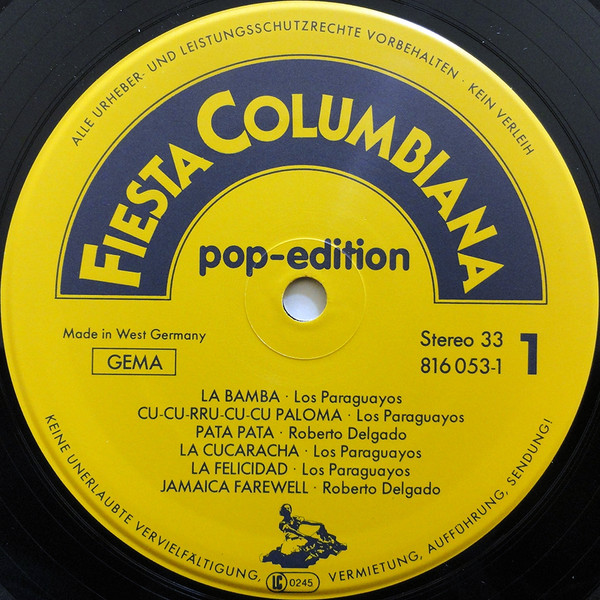 ALLE URHEBER- UND LEISTUNGSSCHUTZRECHTE VORBEHALTEN · KEIN VERLEIH
FIESTA COLUMBIANA
pop-edition
Made in West Germany
GEMA
Stereo 33
816 053-1
1
LA BAMBA · Los Paraguayos
CU-CU-RRU-CU-CU PALOMA · Los Paraguayos
PATA PATA · Roberto Delgado
LA CUCARACHA · Los Paraguayos
LA FELICIDAD · Los Paraguayos
JAMAICA FAREWELL · Roberto Delgado
KEINE UNERLAUBTE VERVIELFÄLTIGUNG, VERMIETUNG, AUFFÜHRUNG, SENDUNG!
LC 0245